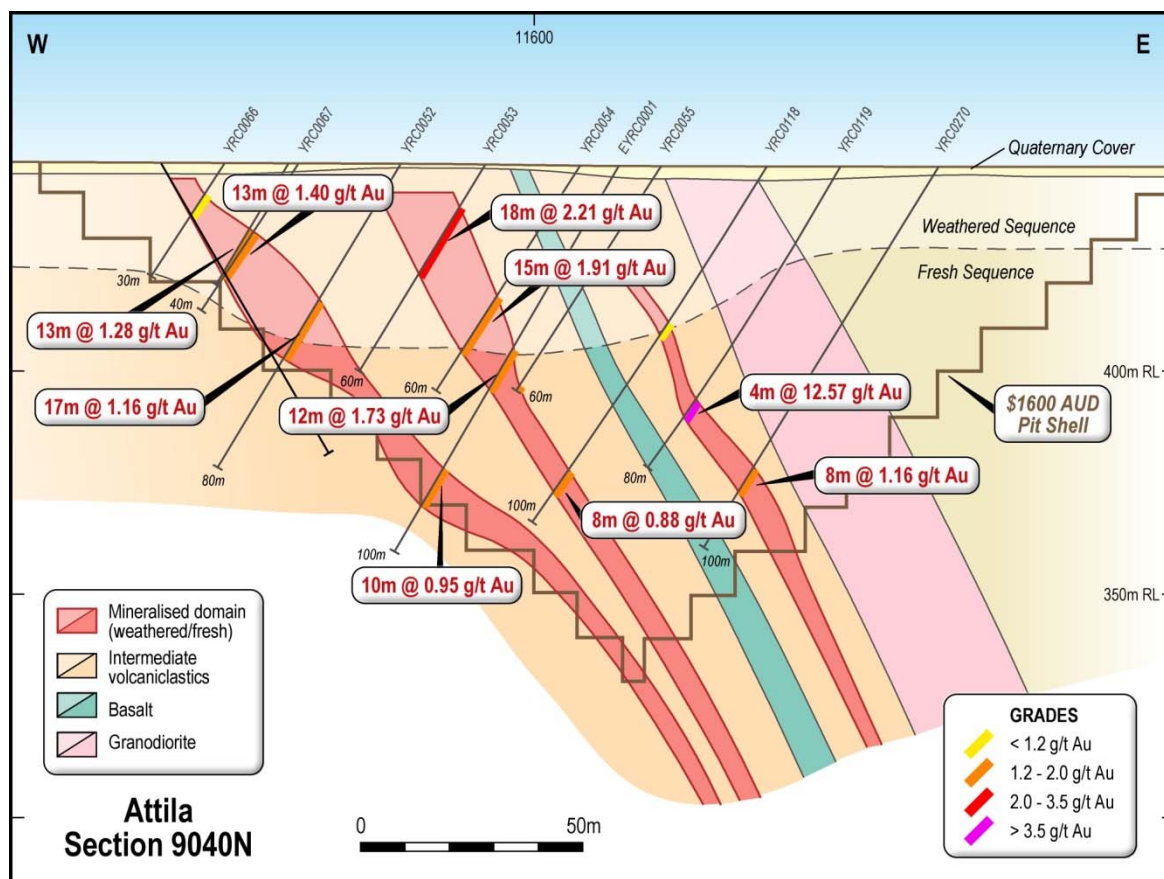 W
11600
E
YRC0066
YRC0067
YRC0052
YRC0053
YRC0054
EYRC0001
YRC0055
YRC0118
YRC0119
YRC0270
Quaternary Cover
13m @ 1.40 g/t Au
18m @ 2.21 g/t Au
Weathered Sequence
15m @ 1.91 g/t Au
Fresh Sequence
30m
40m
13m @ 1.28 g/t Au
400m RL
60m
60m
60m
17m @ 1.16 g/t Au
12m @ 1.73 g/t Au
4m @ 12.57 g/t Au
$1600 AUD
Pit Shell
80m
80m
8m @ 1.16 g/t Au
100m
8m @ 0.88 g/t Au
100m
100m
10m @ 0.95 g/t Au
350m RL
Mineralised domain
(weathered/fresh)
Intermediate
volcaniclastics
Basalt
Granodiorite
GRADES
< 1.2 g/t Au
1.2 - 2.0 g/t Au
2.0 - 3.5 g/t Au
> 3.5 g/t Au
Attila
Section 9040N
0
50m